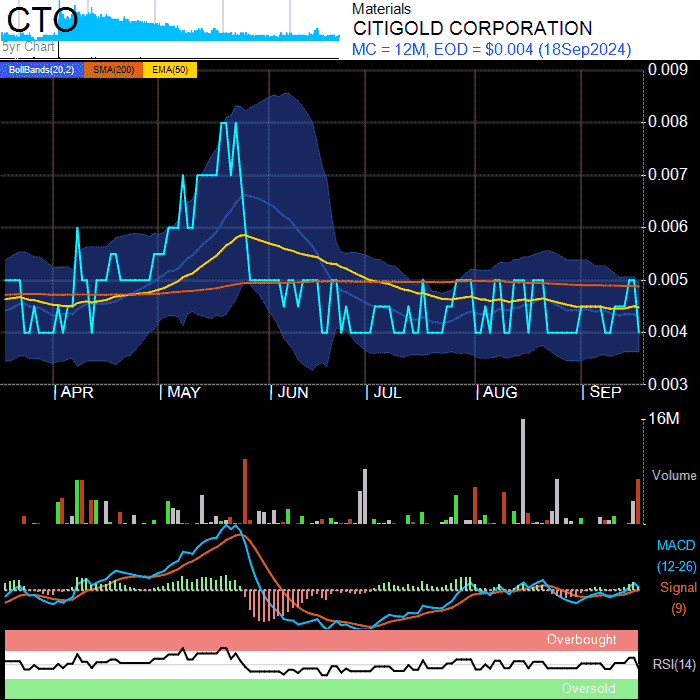 CTO
5yr Chart
Materials
CITIGOLD CORPORATION
MC = 12M, EOD = $0.004 (18Sep2024)
BollBands(20,2) SMA(200) EMA(50)
0.009
0.008
0.007
0.006
0.005
0.004
0.003
APR MAY JUN JUL AUG SEP
16M
Volume
MACD
(12-26)
Signal
(9)
Overbought
RSI(14)
Oversold